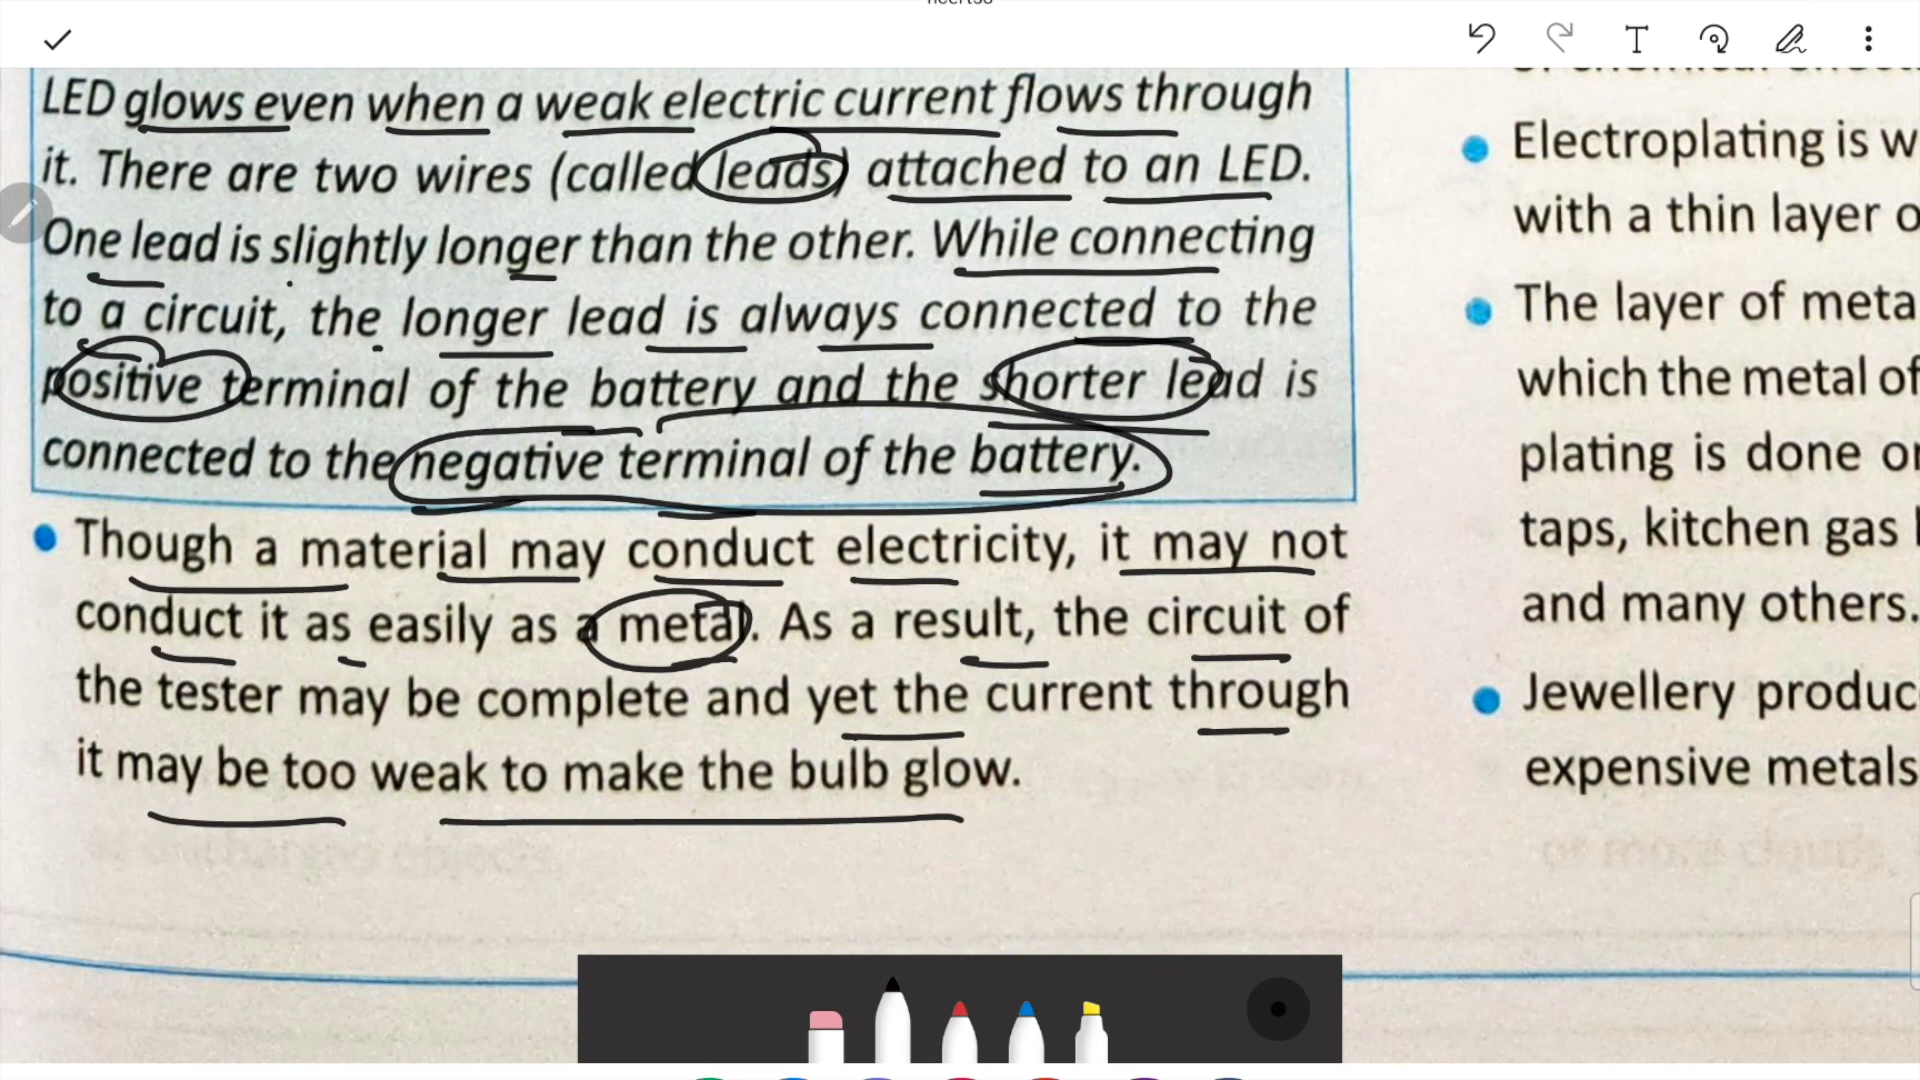 LED glows even when a weak electric current flows through
it. There are two wires (called leads) attached to an LED.
One lead is slightly longer than the other. While connecting
to a circuit, the longer lead is always connected to the
positive terminal of the battery and the shorter lead is
connected to the negative terminal of the battery.
Though a material may conduct electricity, it may not
conduct it as easily as a metal. As a result, the circuit of
the tester may be complete and yet the current through
it may be too weak to make the bulb glow.
Electroplating is
with a thin layer
The layer of
which the metal of
plating is done
taps, kitchen gas
and many others.
Jewellery
expensive metals
or more clouds